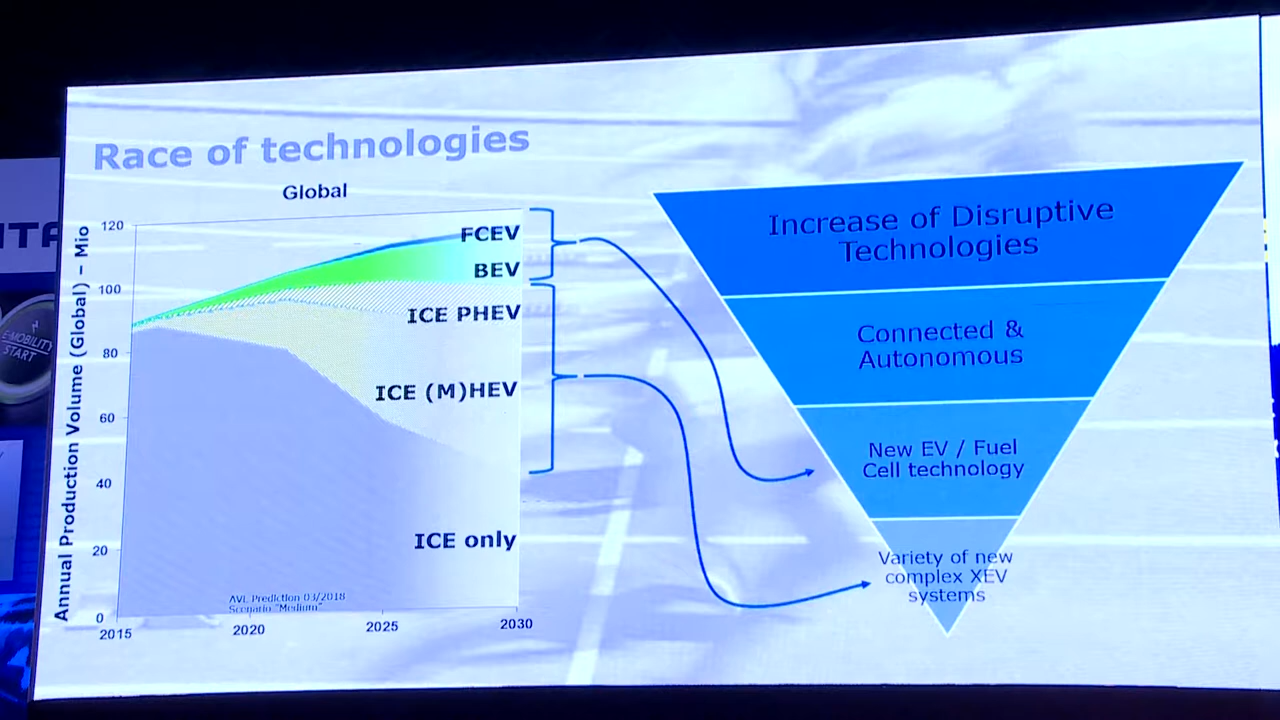 Race of technologies
Global
Annual Production Volume (Global) – Mio
120
100
80
60
40
20
0
2015
2020
2025
2030
FCEV
BEV
ICE PHEV
ICE (M)HEV
ICE only
AVL Prediction 03/2018
Scenario "Medium"
Increase of Disruptive
Technologies
Connected &
Autonomous
New EV / Fuel
Cell technology
Variety of new
complex XEV
systems
E-MOBILITY
START